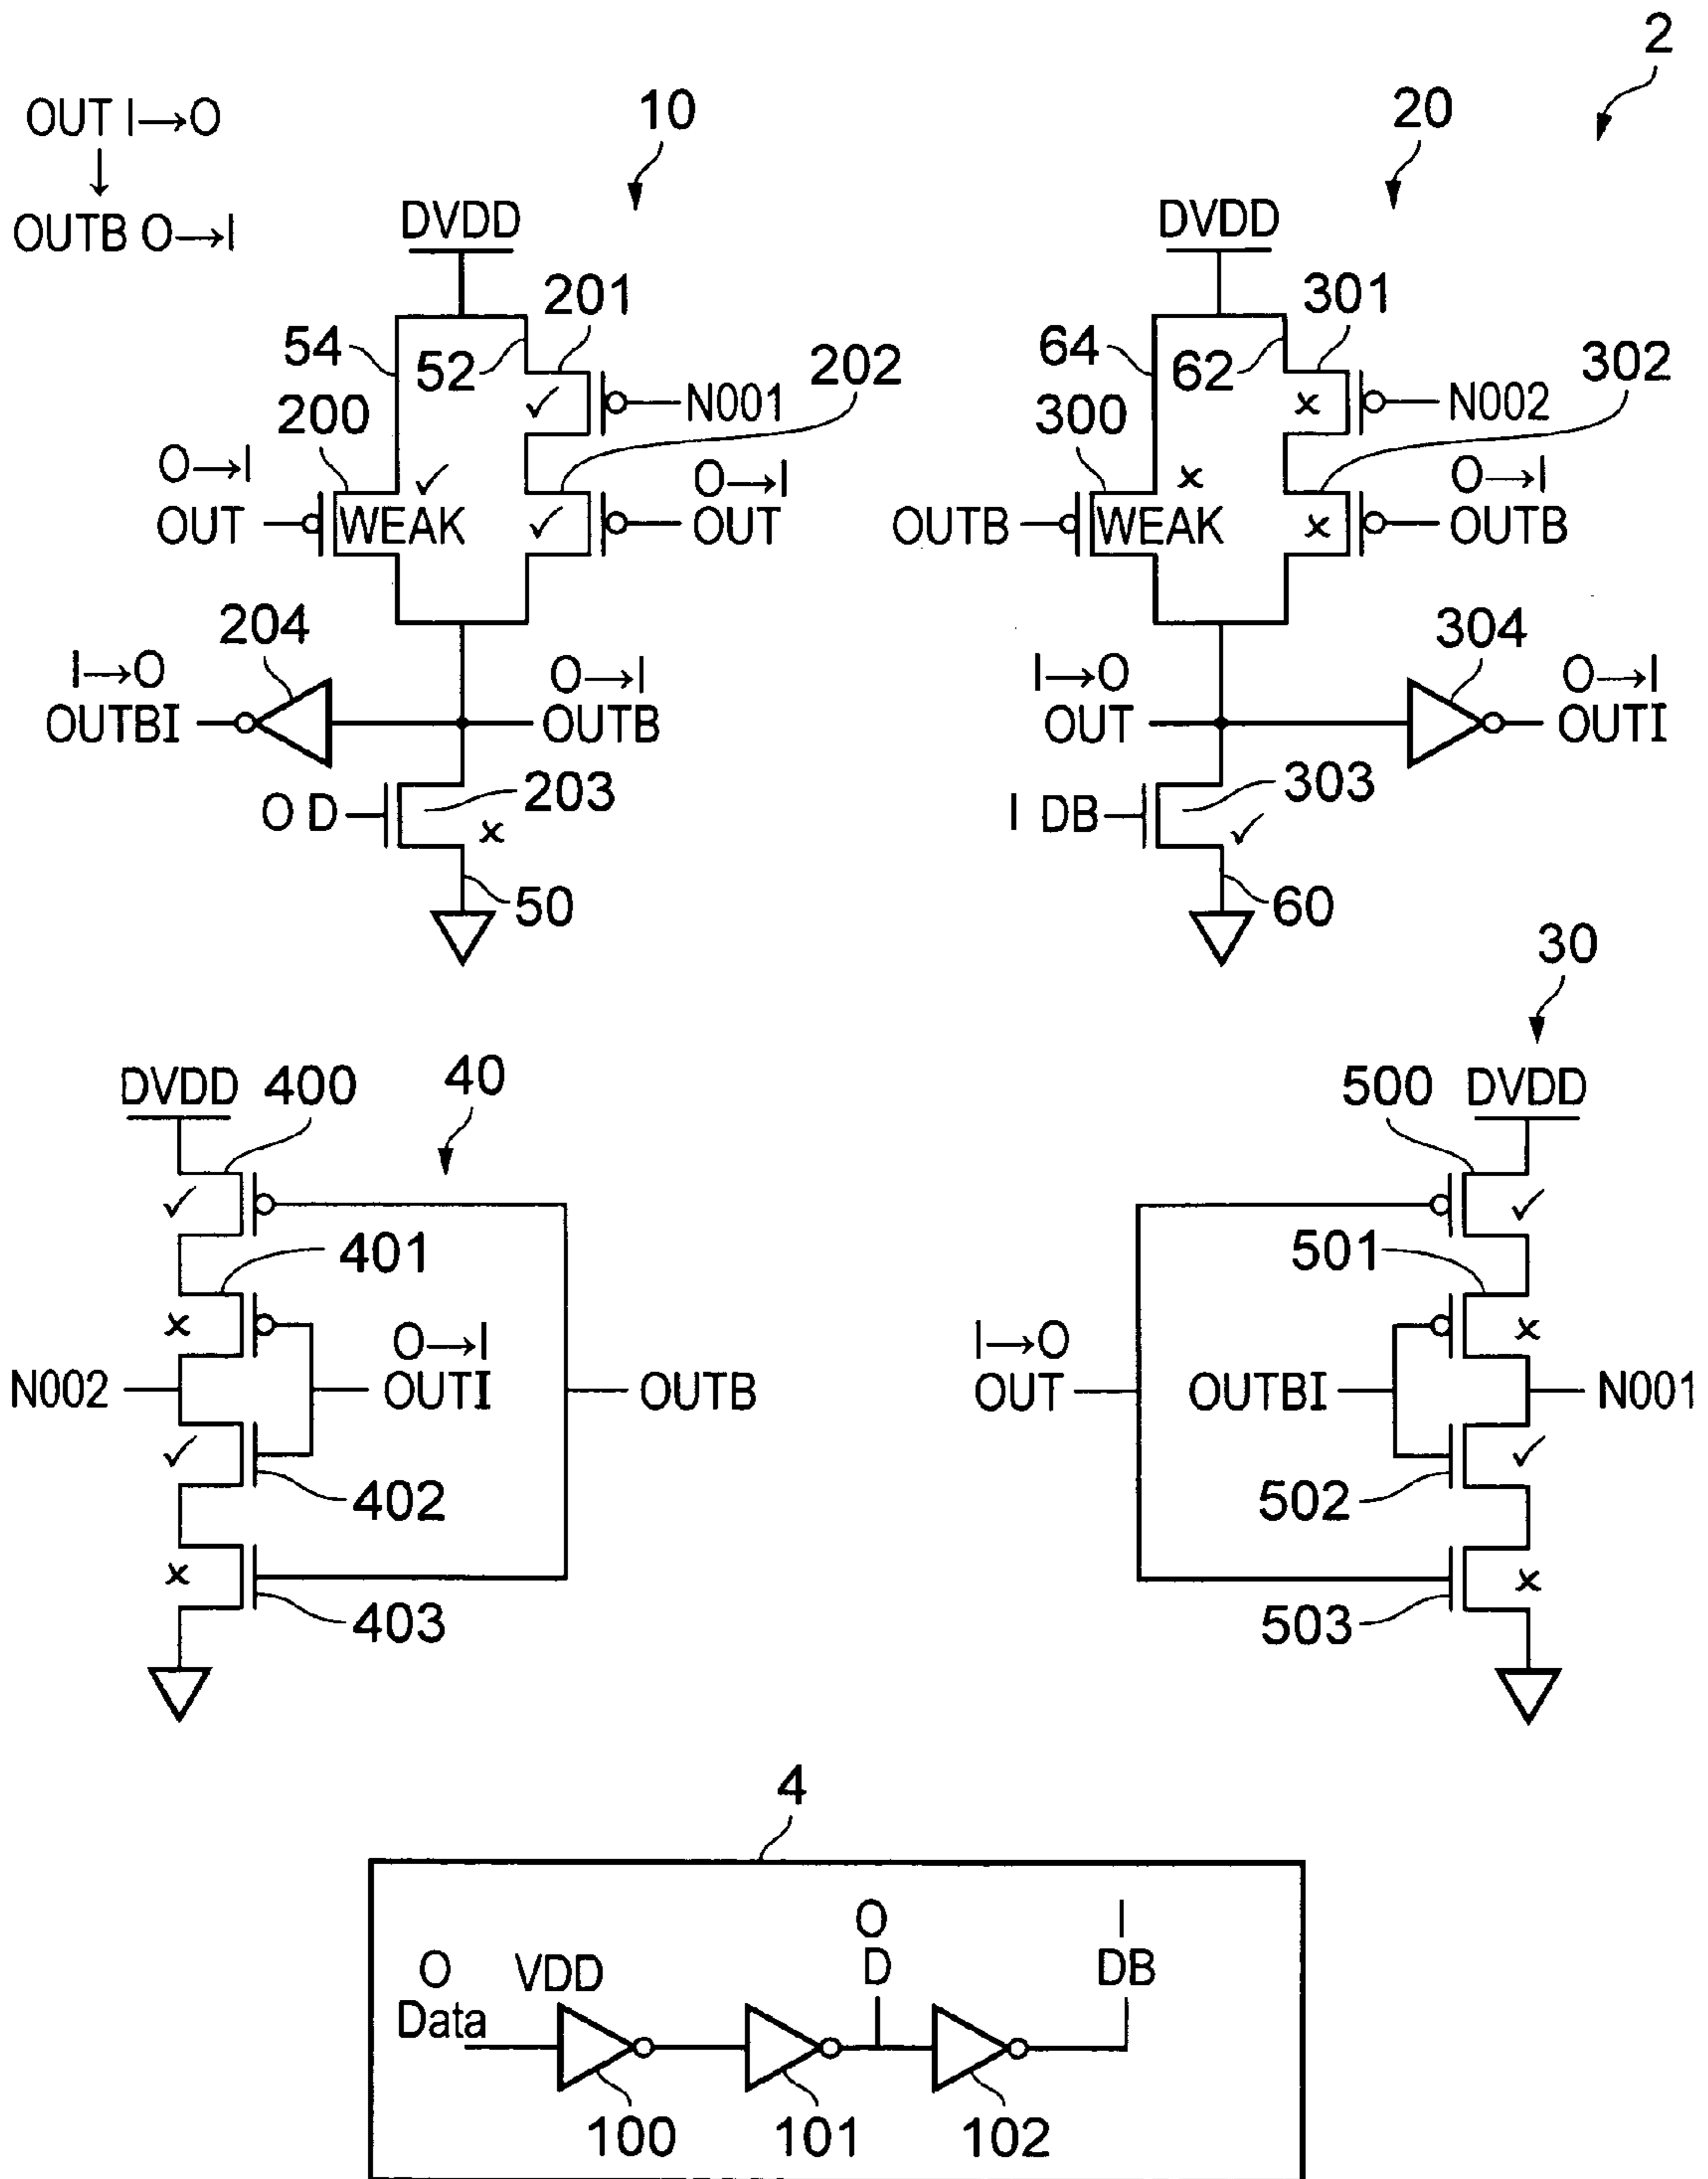 2
OUT I→O
↓
OUTB O→I
10
20
DVDD
DVDD
201
301
54
52
202
64
62
302
200
N001
300
N002
O→I
O→I
O→I
OUT
WEAK
OUT
OUTB
WEAK
OUTB
204
304
I→O
O→I
I→O
O→I
OUTBI
OUTB
OUT
OUTI
O D
203
I DB
303
50
60
30
DVDD
400
40
500
DVDD
401
501
O→I
I→O
N002
OUTI
OUTB
OUT
OUTBI
N001
402
502
403
503
4
O
I
O
VDD
D
DB
Data
100
101
102